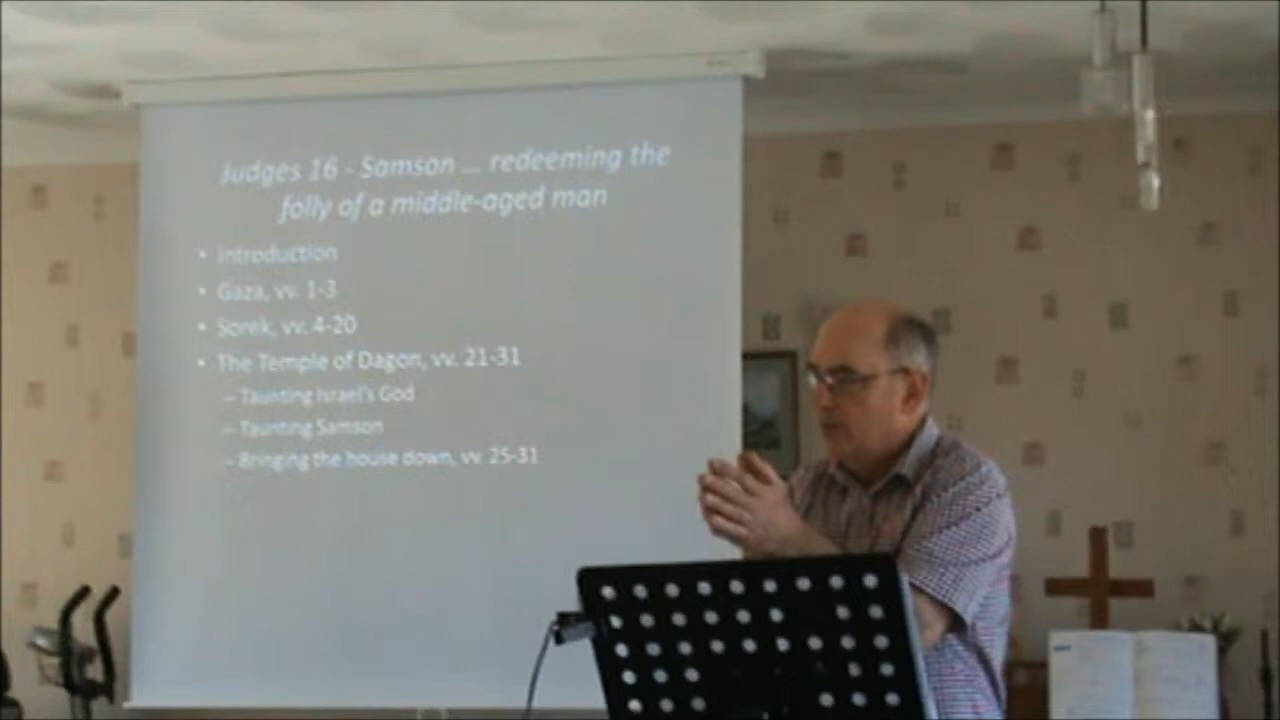 Judges 16 - Samson ... redeeming the
folly of a middle-aged man
• Introduction
• Gaza, vv. 1-3
• Sorek, vv. 4-20
• The Temple of Dagon, vv. 21-31
– Taunting Israel's God
– Taunting Samson
– Bringing the house down, vv. 25-31